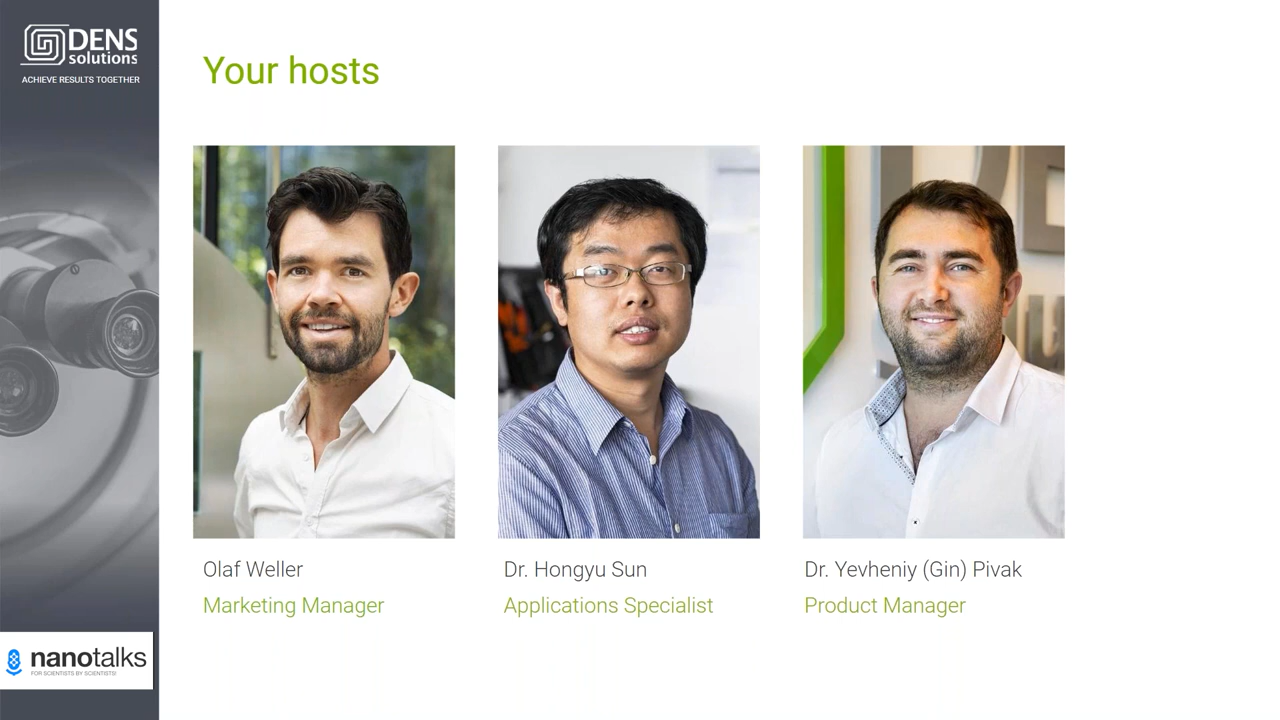 DENS
solutions
ACHIEVE RESULTS TOGETHER
Your hosts
Olaf Weller
Marketing Manager
Dr. Hongyu Sun
Applications Specialist
Dr. Yevheniy (Gin) Pivak
Product Manager
nanotalks
FOR SCIENTISTS BY SCIENTISTS!